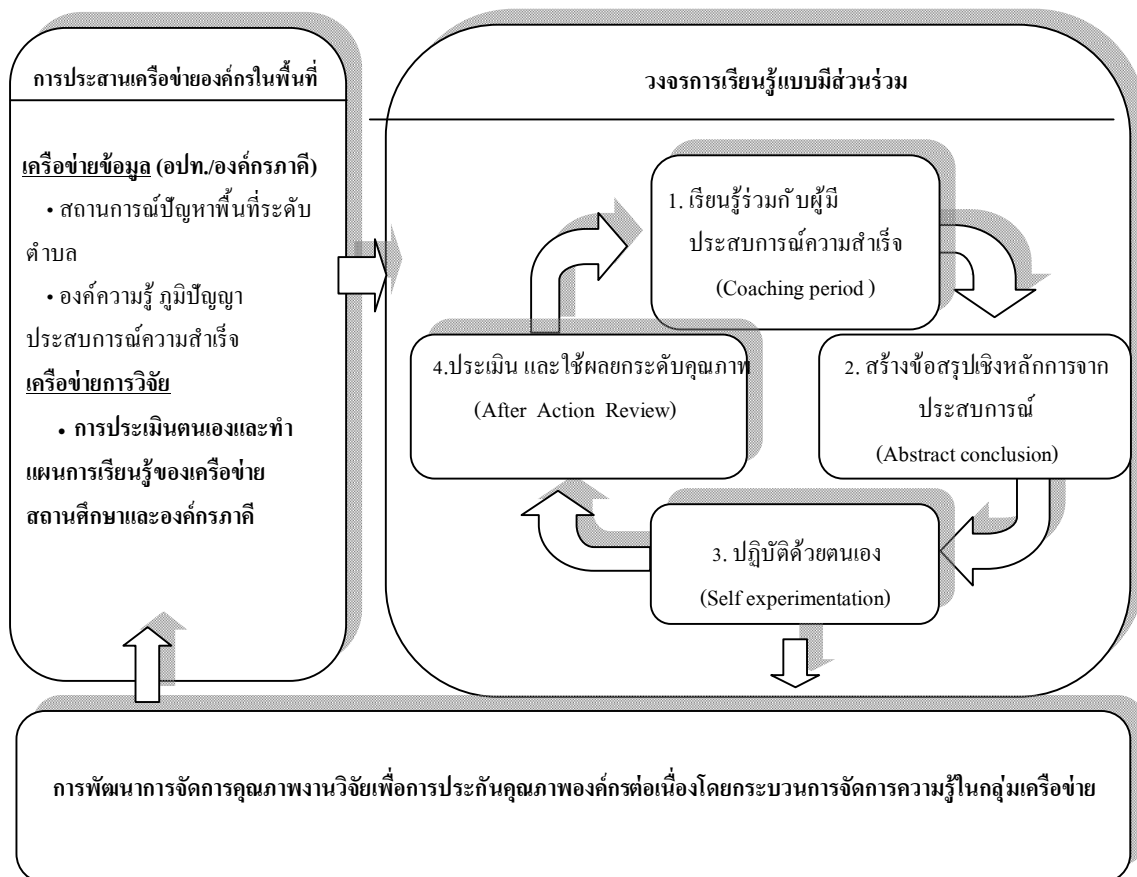 การประสานเครือข่ายองค์กรในพื้นที่
เครือข่ายข้อมูล (อปท./องค์กรภาคี)
• สถานการณ์ปัญหาพื้นที่ระดับ
ตำบล
• องค์ความรู้ ภูมิปัญญา
ประสบการณ์ความสำเร็จ
เครือข่ายการวิจัย
• การประเมินตนเองและทำ
แผนการเรียนรู้ของเครือข่าย
สถานศึกษาและองค์กรภาคี
วงจรการเรียนรู้แบบมีส่วนร่วม
1. เรียนรู้ร่วมกับผู้มี
ประสบการณ์ความสำเร็จ
(Coaching period )
2. สร้างข้อสรุปเชิงหลักการจาก
ประสบการณ์
(Abstract conclusion)
3. ปฏิบัติด้วยตนเอง
(Self experimentation)
4.ประเมิน และใช้ผลยกระดับคุณภาพ
(After Action Review)
การพัฒนาการจัดการคุณภาพงานวิจัยเพื่อการประกันคุณภาพองค์กรต่อเนื่องโดยกระบวนการจัดการความรู้ในกลุ่มเครือข่าย